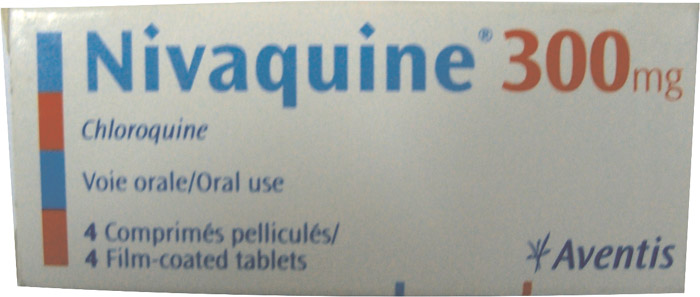 Nivaquine® 300mg
Chloroquine
Voie orale/Oral use
4 Comprimés pelliculés/
4 Film-coated tablets
Aventis